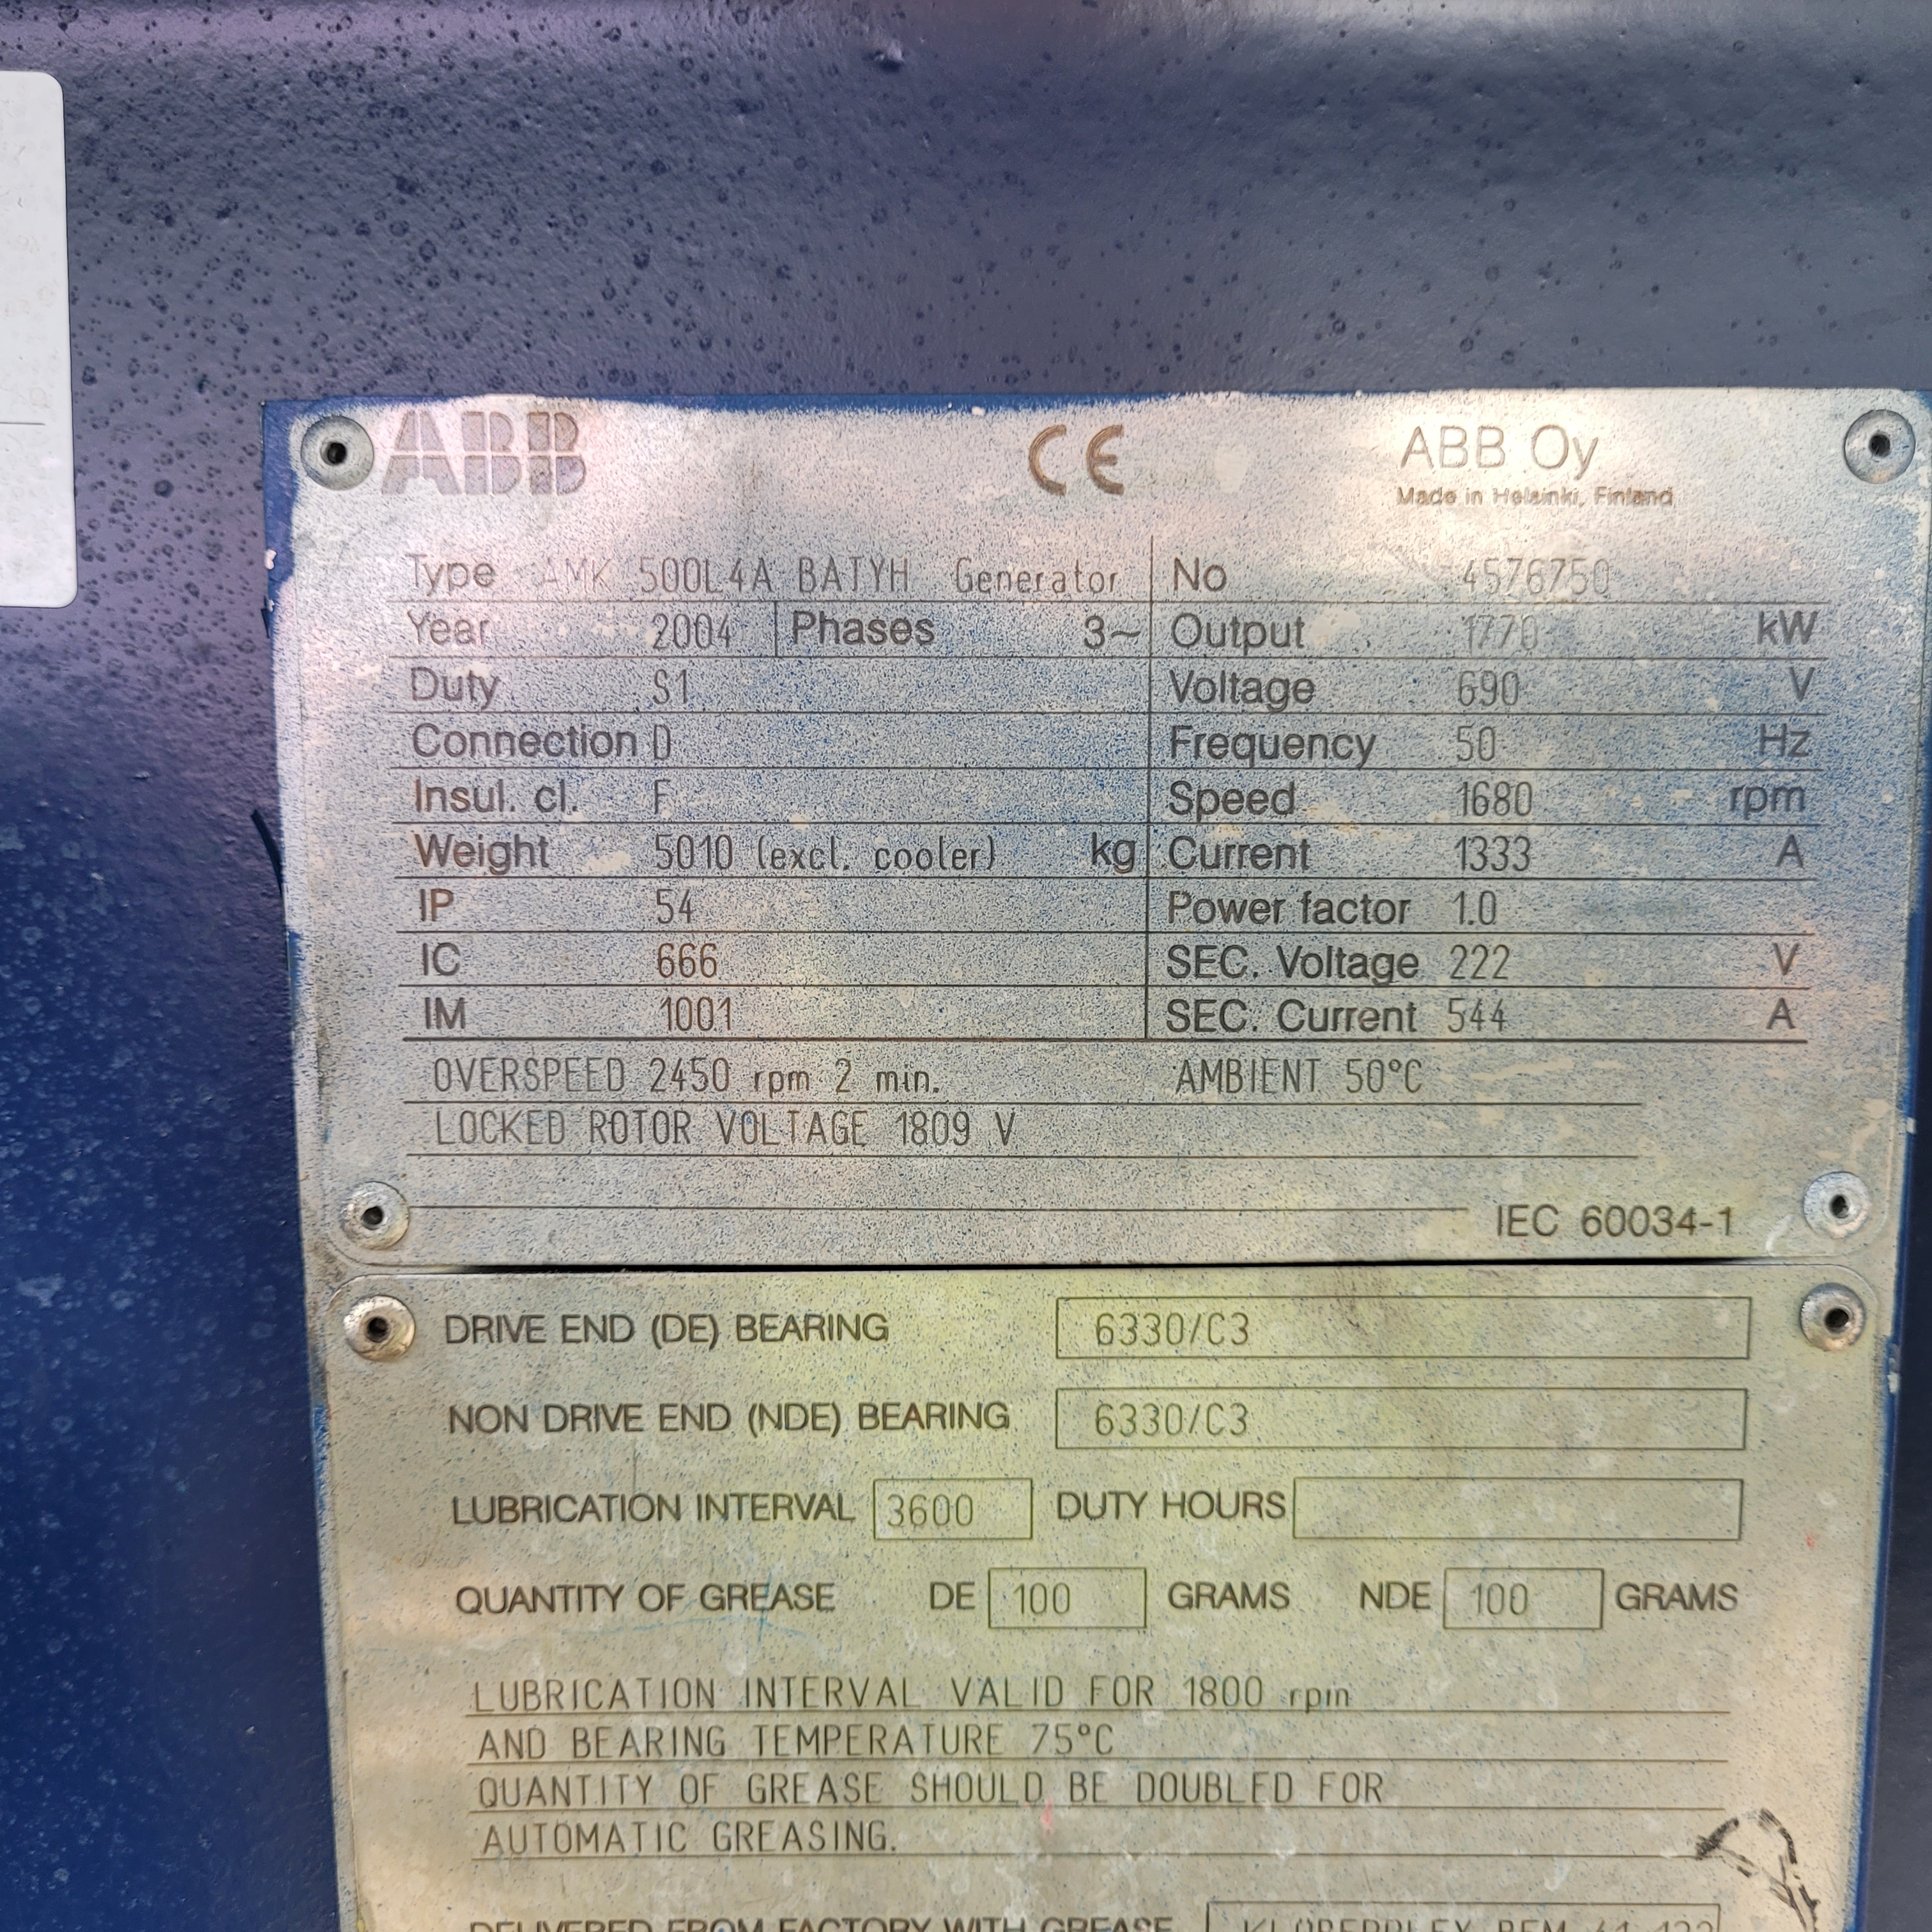 ABB CE ABB Oy
Made in Helsinki, Finland
Type AMK 500L4A BATYH Generator No 4576750
Year 2004 Phases 3~ Output 1770 kW
Duty S1 Voltage 690 V
Connection D Frequency 50 Hz
Insul. cl. F Speed 1680 rpm
Weight 5010 (excl. cooler) kg Current 1333 A
IP 54 Power factor 1.0
IC 666 SEC. Voltage 222 V
IM 1001 SEC. Current 544 A
OVERSPEED 2450 rpm 2 min. AMBIENT 50°C
LOCKED ROTOR VOLTAGE 1809 V
IEC 60034-1
DRIVE END (DE) BEARING 6330/C3
NON DRIVE END (NDE) BEARING 6330/C3
LUBRICATION INTERVAL 3600 DUTY HOURS
QUANTITY OF GREASE DE 100 GRAMS NDE 100 GRAMS
LUBRICATION INTERVAL VALID FOR 1800 rpm
AND BEARING TEMPERATURE 75°C
QUANTITY OF GREASE SHOULD BE DOUBLED FOR
AUTOMATIC GREASING.
DELIVERED FROM FACTORY WITH GREASE